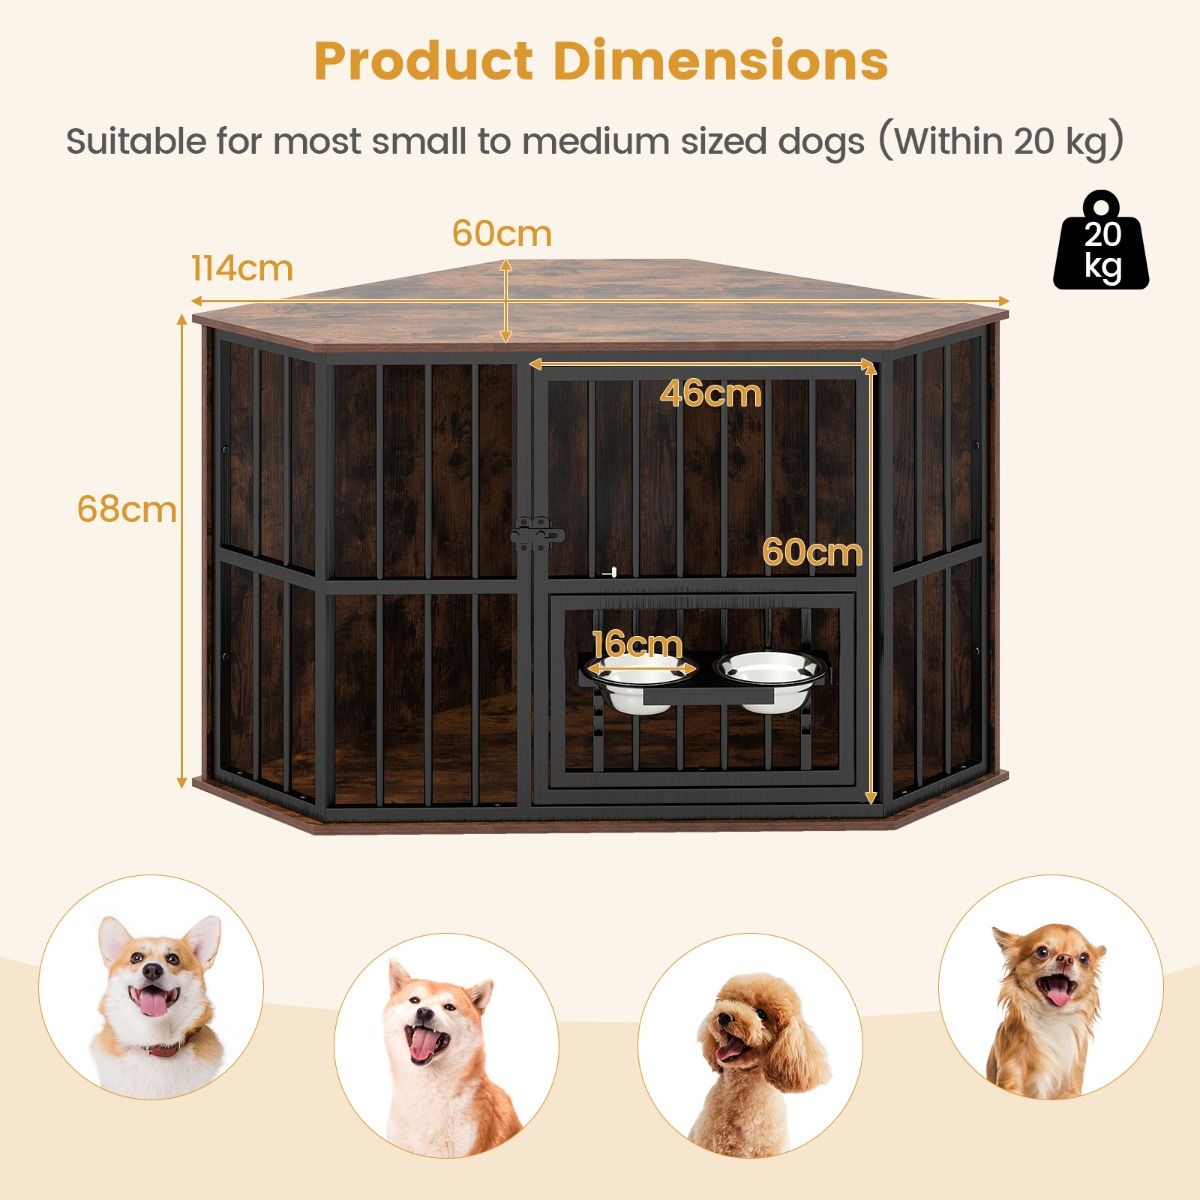 Product Dimensions
Suitable for most small to medium sized dogs (Within 20 kg)
20
kg
60cm
114cm
46cm
68cm
60cm
16cm